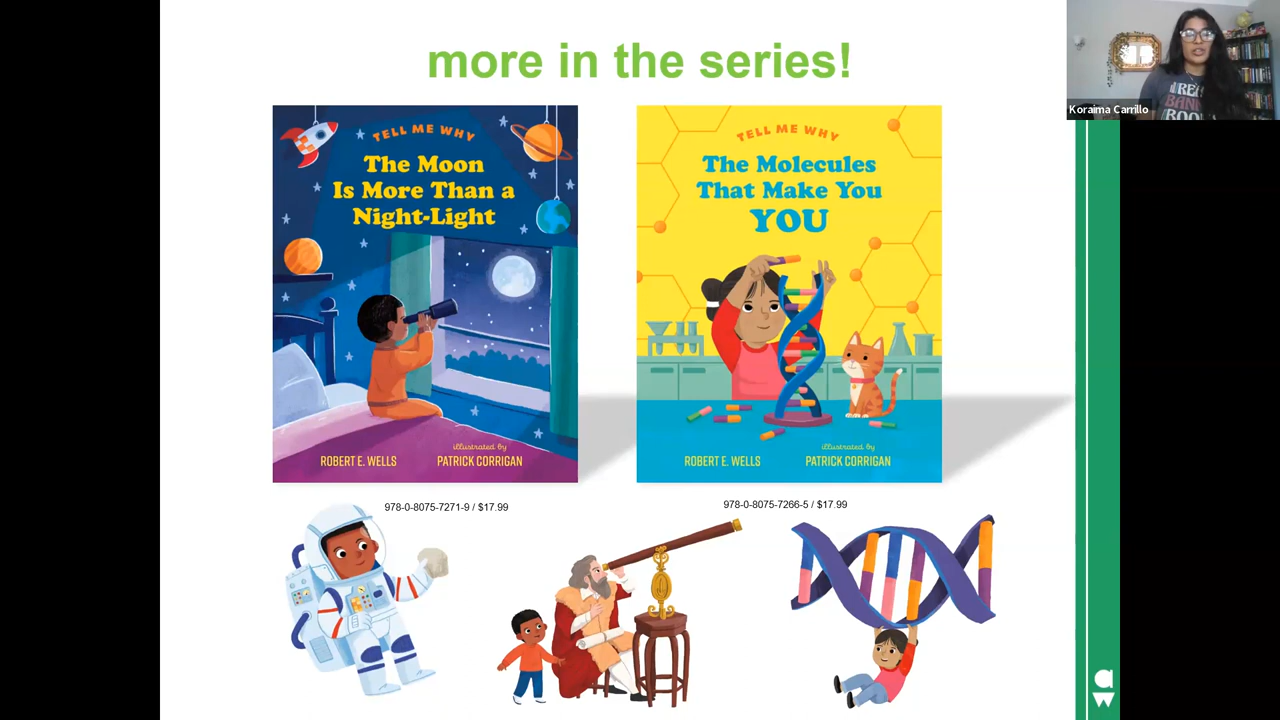 more in the series!
Koraima Carrillo
TELL ME WHY
The Moon
Is More Than a
Night-Light
illustrated by
ROBERT E. WELLS PATRICK CORRIGAN
978-0-8075-7271-9 / $17.99
TELL ME WHY
The Molecules
That Make You
YOU
illustrated by
ROBERT E. WELLS PATRICK CORRIGAN
978-0-8075-7266-5 / $17.99
aw